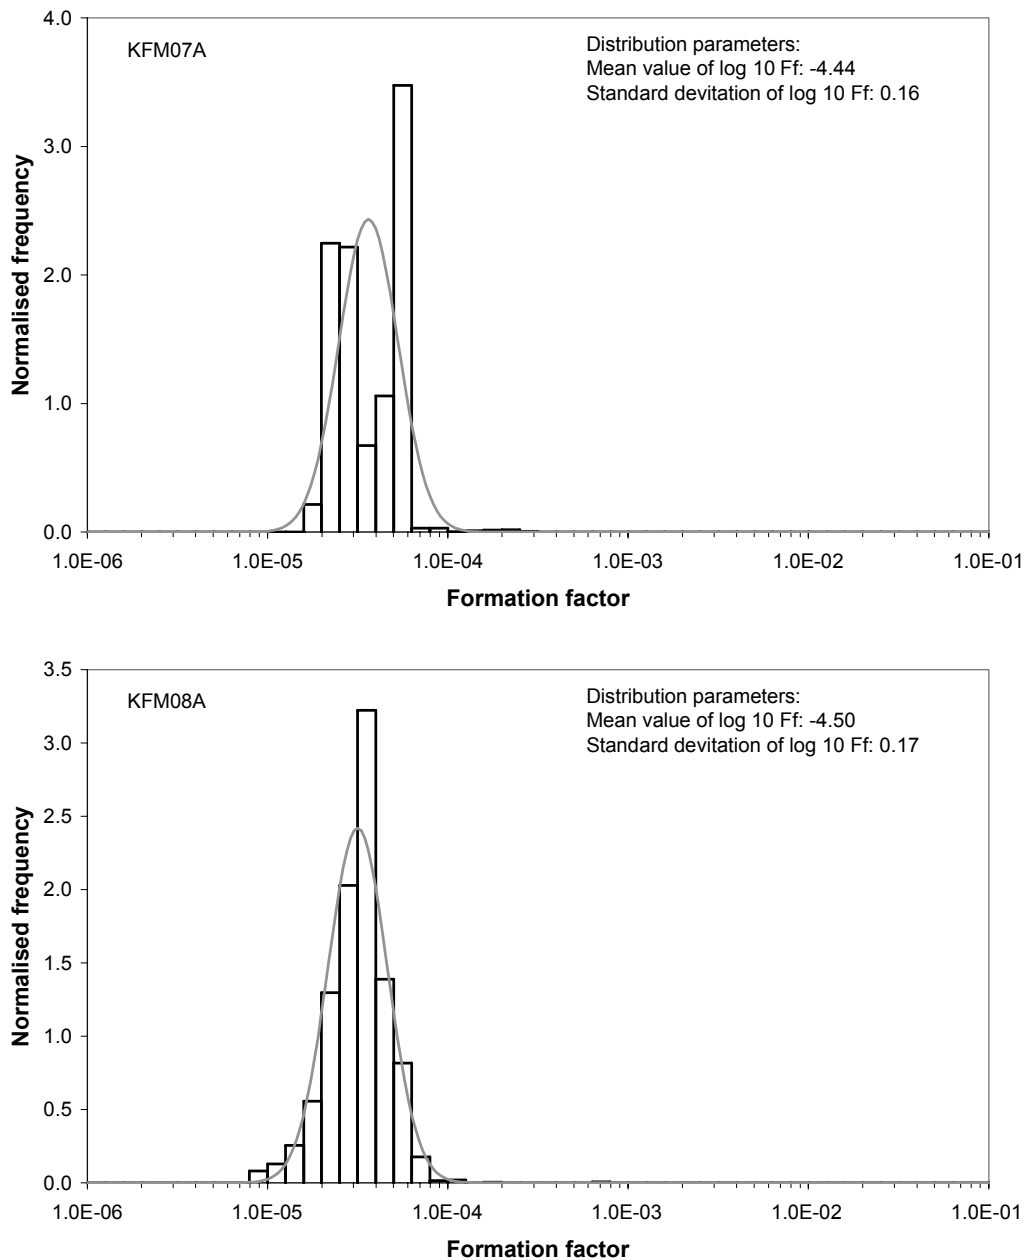 KFM07A
Distribution parameters:
Mean value of log 10 Ff: -4.44
Standard devitation of log 10 Ff: 0.16
Normalised frequency
4.0
3.0
2.0
1.0
0.0
1.0E-06 1.0E-05 1.0E-04 1.0E-03 1.0E-02 1.0E-01
Formation factor
KFM08A
Distribution parameters:
Mean value of log 10 Ff: -4.50
Standard devitation of log 10 Ff: 0.17
Normalised frequency
3.5
3.0
2.5
2.0
1.5
1.0
0.5
0.0
1.0E-06 1.0E-05 1.0E-04 1.0E-03 1.0E-02 1.0E-01
Formation factor